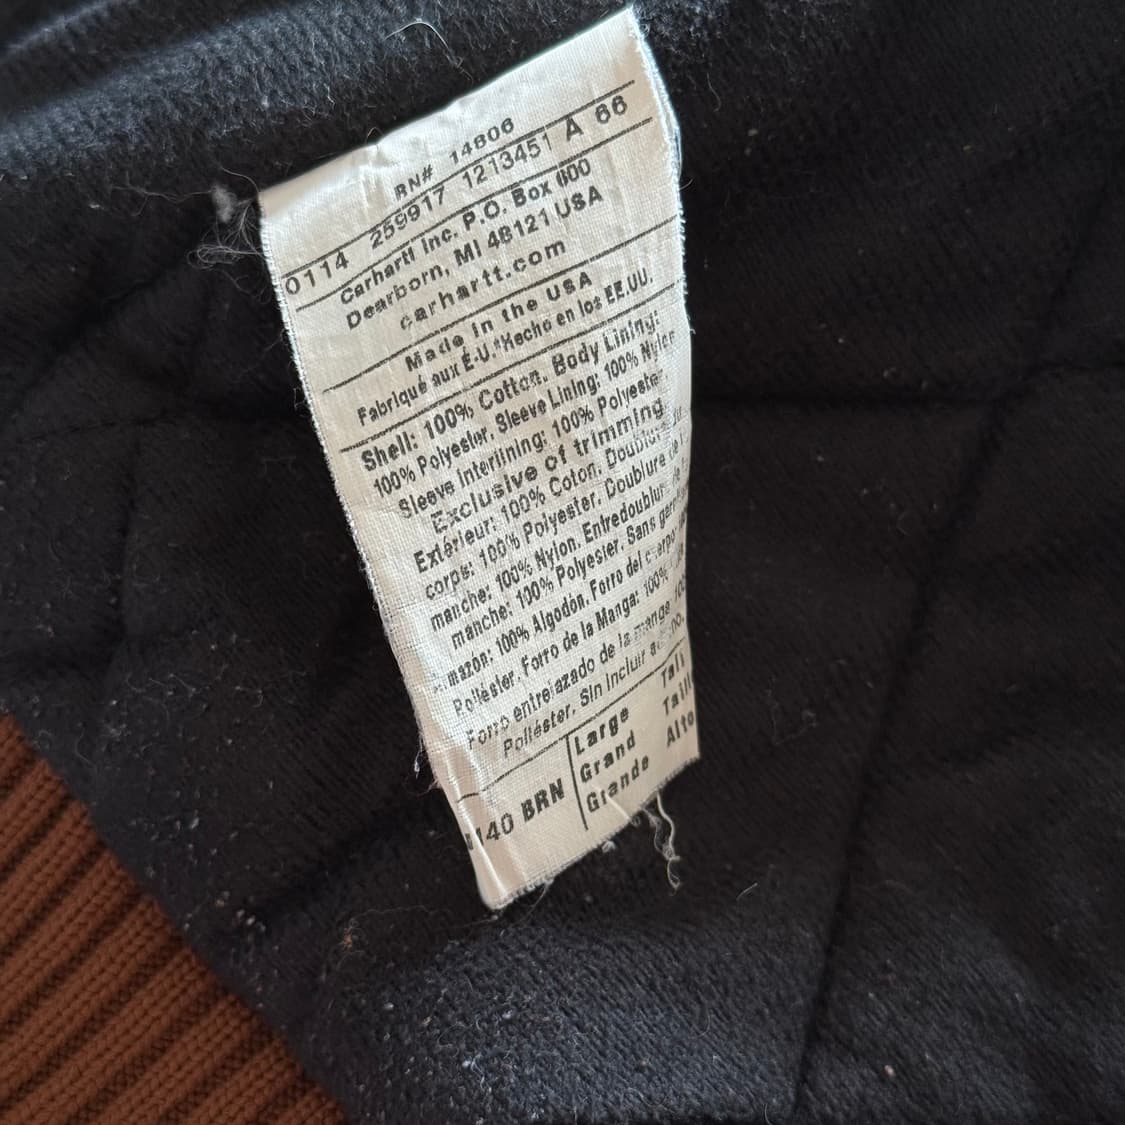 RN# 14806
0114 259917 1213451 A 66
Carhartt Inc. P.O. Box 600
Dearborn, MI 48121 USA
carhartt.com
Made in the USA
Fabriqué aux É-U.*Hecho en los EE.UU.
Shell: 100% Cotton. Body Lining:
100% Polyester, Sleeve Lining: 100% Nylon
Sleeve Interlining: 100% Polyester
Exclusive of trimming
Extérieur: 100% Coton. Doublure
corps: 100% Polyester. Doublure de
manche: 100% Nylon. Entredoublure de
manche: 100% Polyester. Sans
100% Algodón. Forro del cuerpo
Poliéster. Forro de la Manga: 100%
Forro entrelazado de la manga
Poliéster. Sin incluir
140 BRN
Large Tall
Grand Taill
Grande Alto